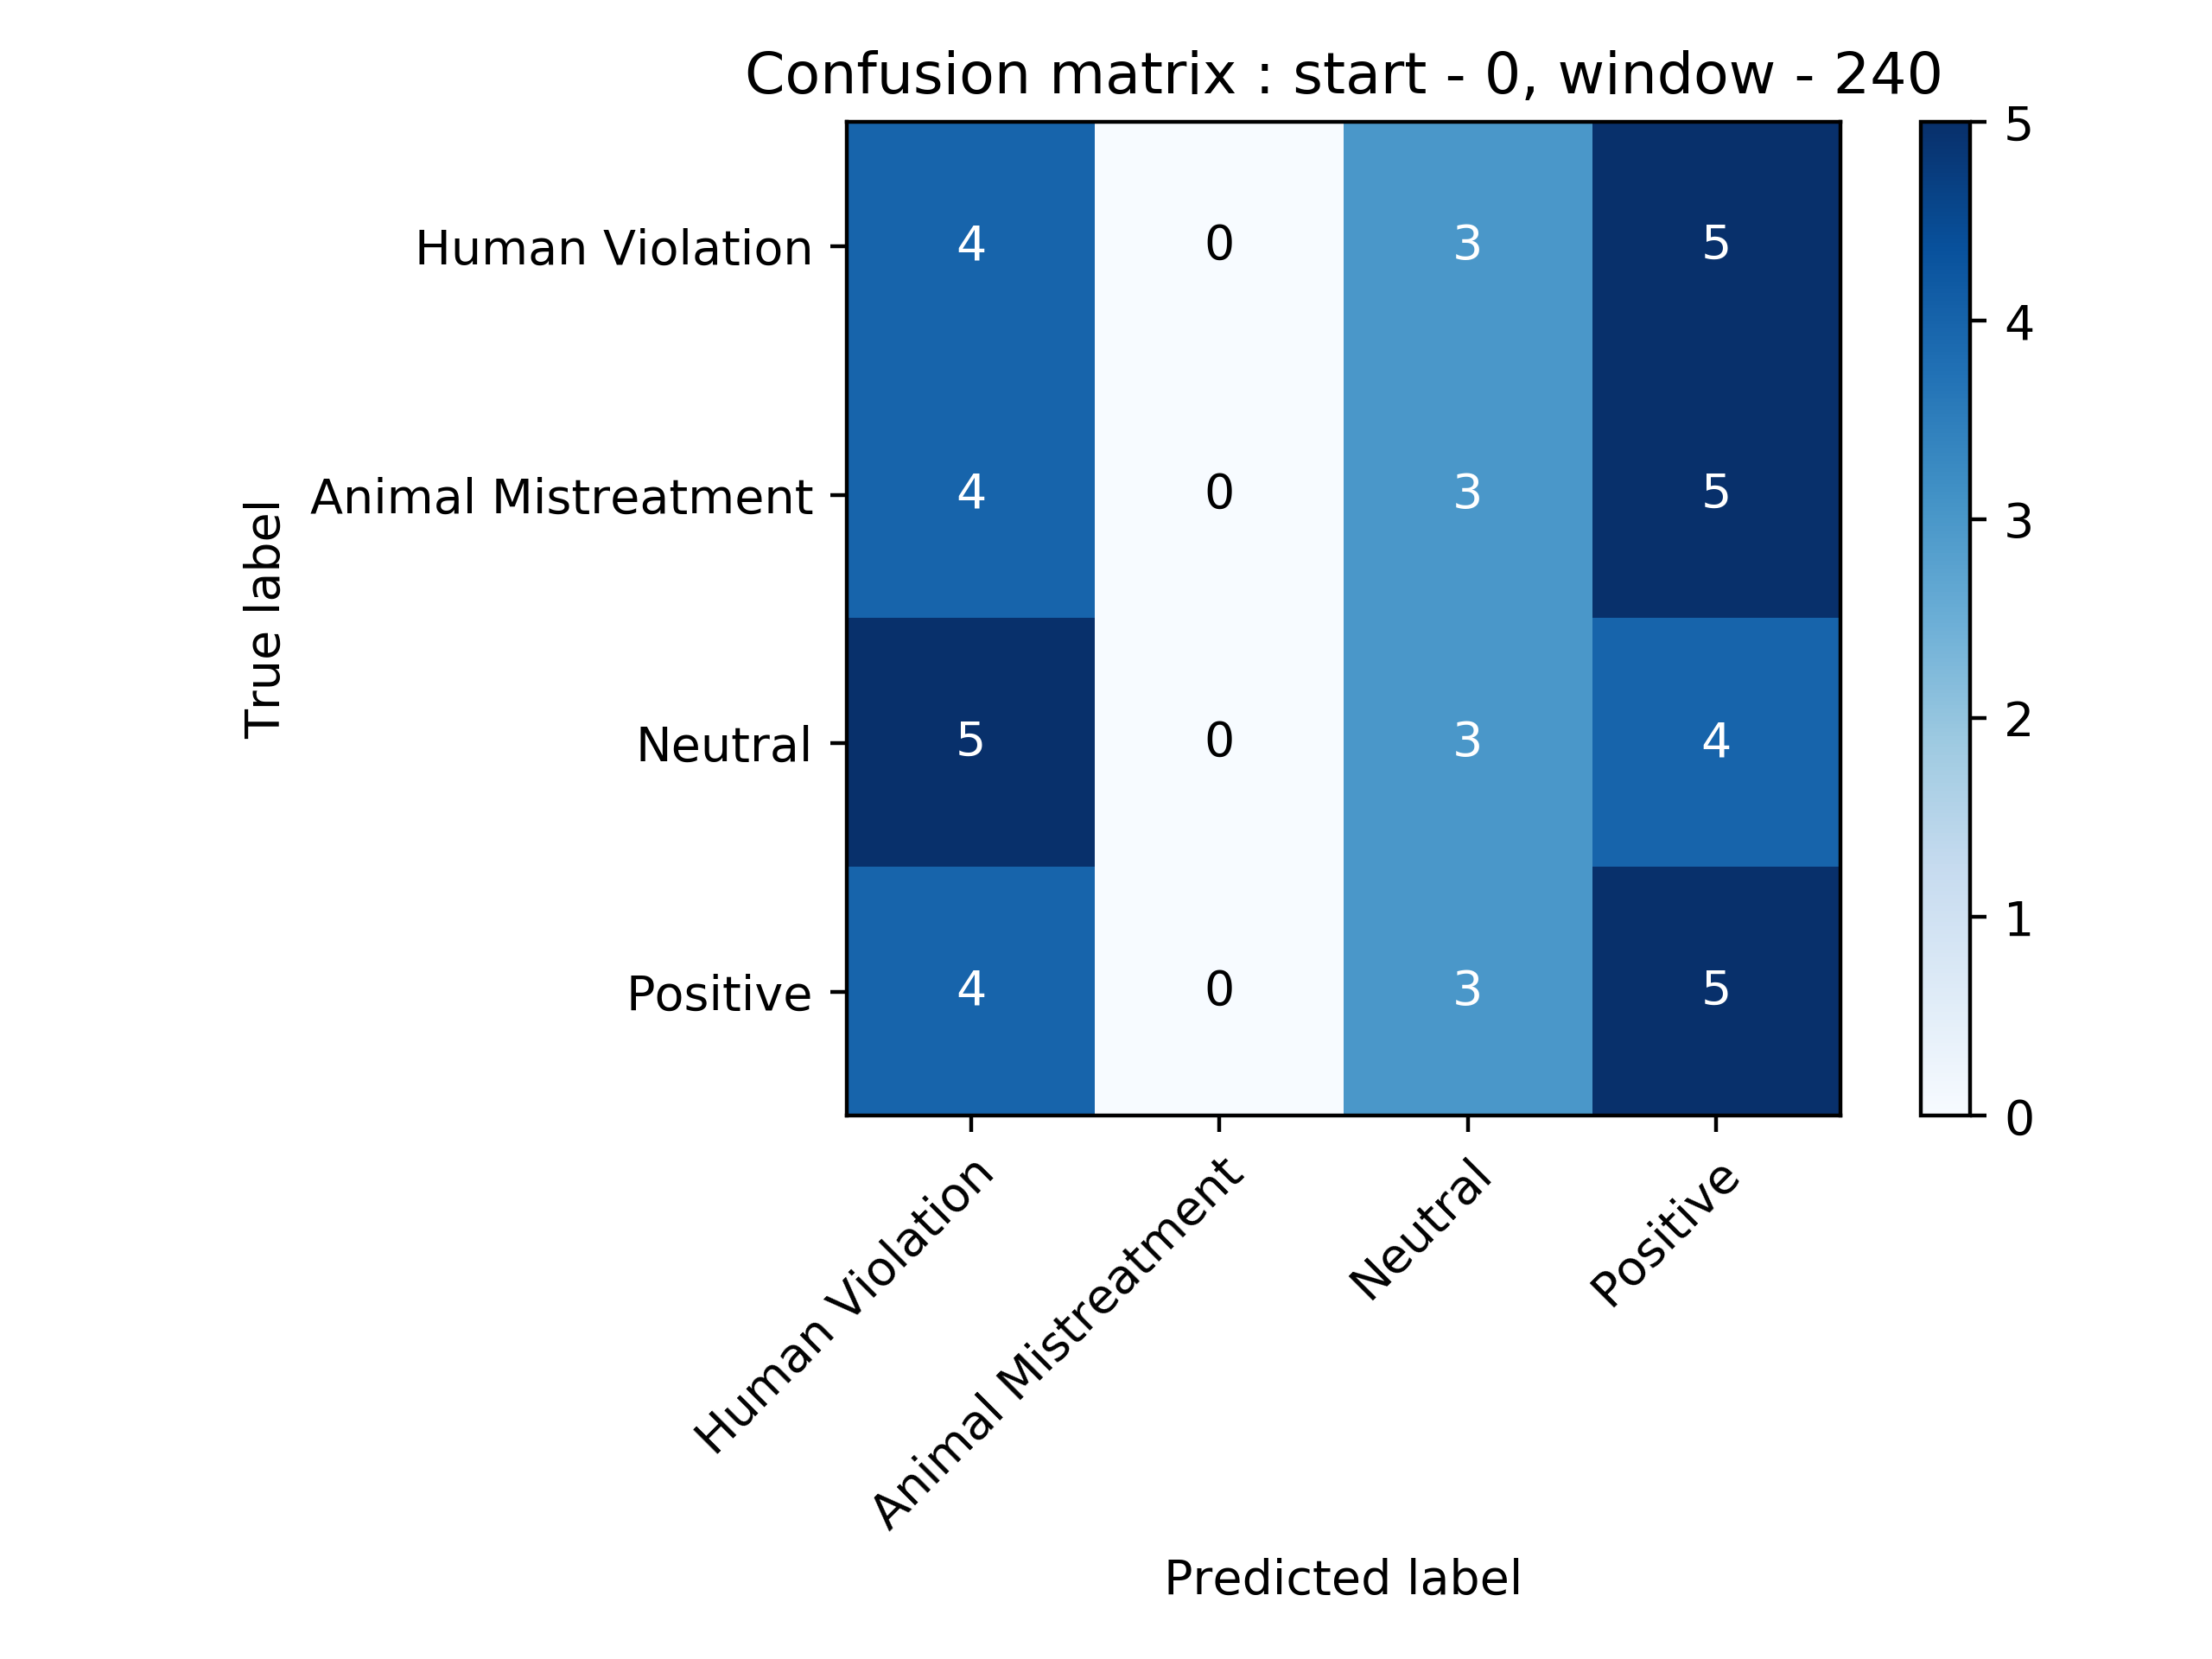 Confusion matrix : start - 0, window - 240
True label
Human Violation 4 0 3 5
Animal Mistreatment 4 0 3 5
Neutral 5 0 3 4
Positive 4 0 3 5
Human Violation
Animal Mistreatment
Neutral
Positive
Predicted label
5
4
3
2
1
0